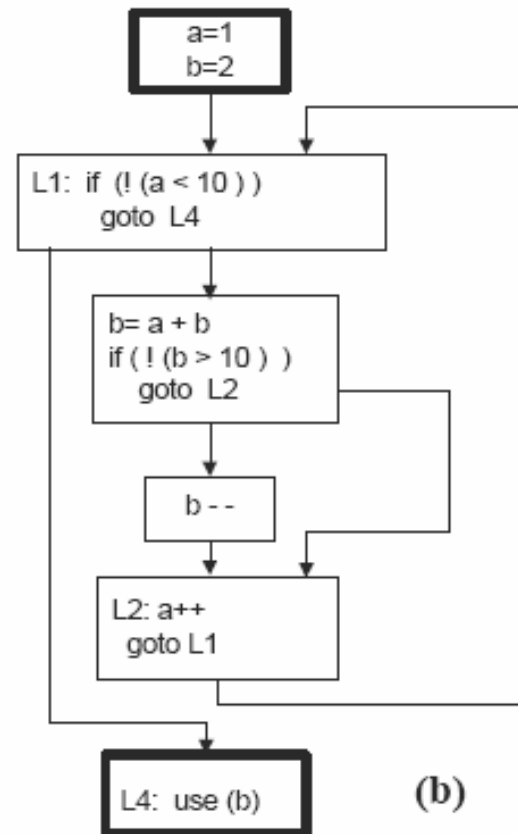 a=1
b=2
L1: if (! (a < 10 ) )
goto L4
b= a + b
if ( ! (b > 10 ) )
goto L2
b - -
L2: a++
goto L1
L4: use (b)
(b)